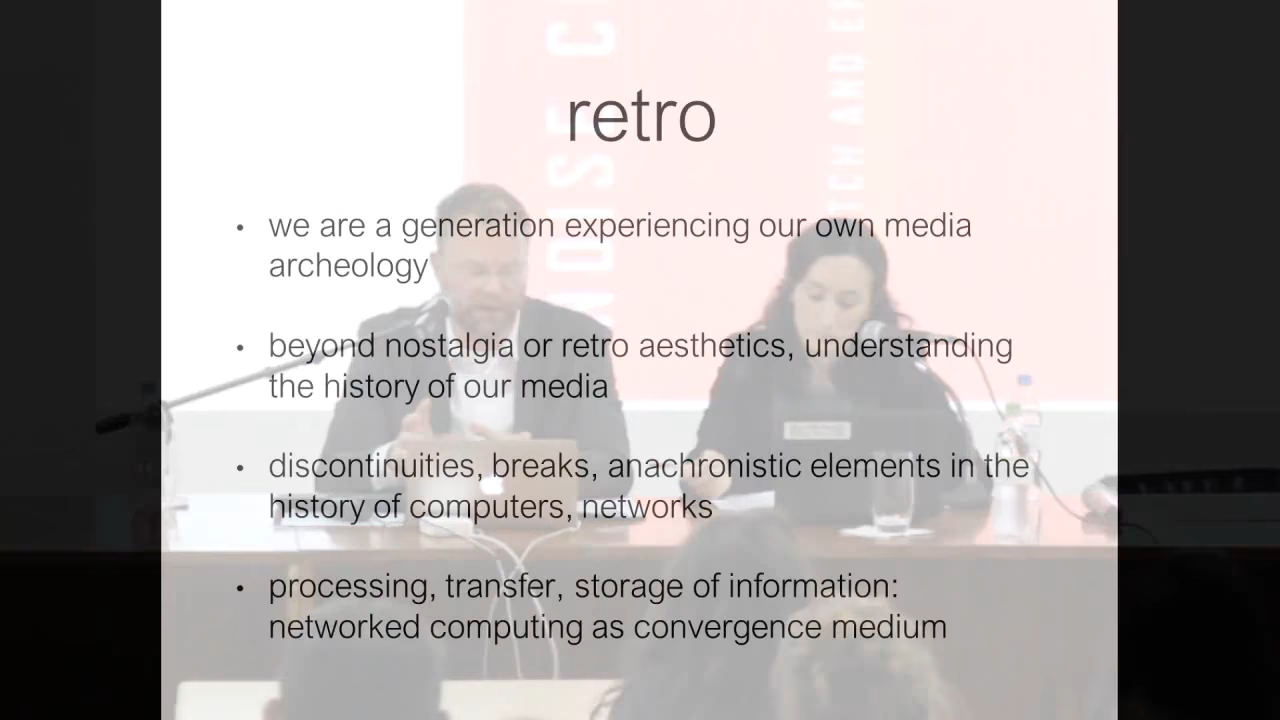 retro
• we are a generation experiencing our own media
archeology
• beyond nostalgia or retro aesthetics, understanding
the history of our media
• discontinuities, breaks, anachronistic elements in the
history of computers, networks
• processing, transfer, storage of information:
networked computing as convergence medium